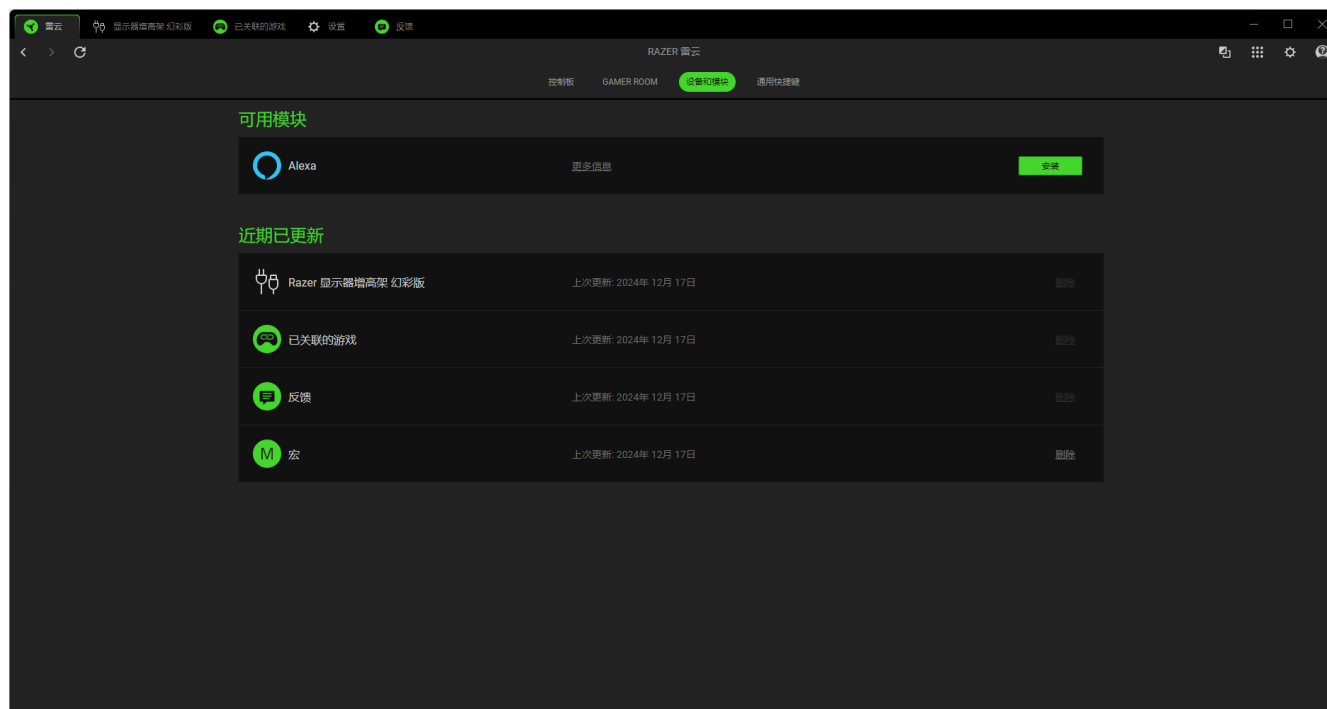 雷云 显示器增高架 幻彩版 已关联的游戏 设置 反馈
RAZER 雷云
控制板 GAMER ROOM 设备和模块 通用快捷键
可用模块
Alexa 更多信息 安装
近期已更新
Razer 显示器增高架 幻彩版 上次更新: 2024年 12月 17日 删除
已关联的游戏 上次更新: 2024年 12月 17日 删除
反馈 上次更新: 2024年 12月 17日 删除
M 宏 上次更新: 2024年 12月 17日 删除